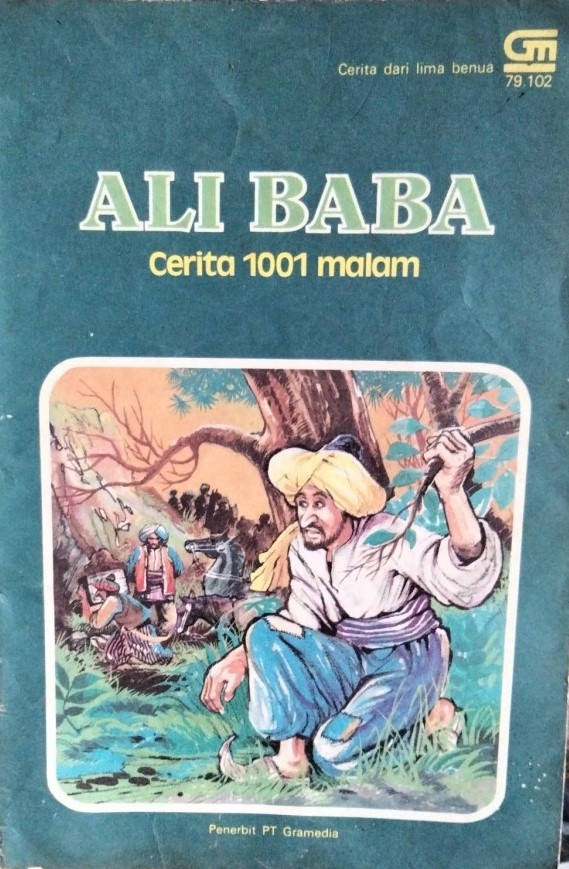 Cerita dari lima benua
GM
79.102
ALI BABA
Cerita 1001 malam
Penerbit PT Gramedia